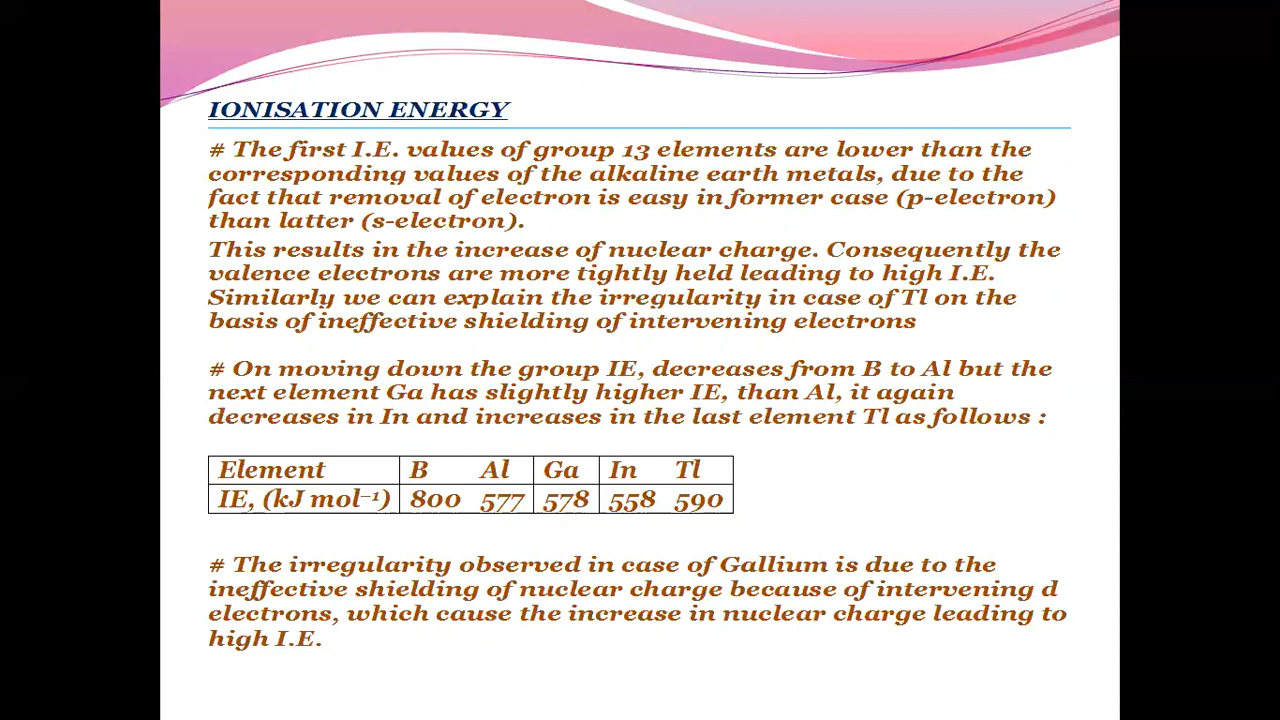 IONISATION ENERGY
# The first I.E. values of group 13 elements are lower than the
corresponding values of the alkaline earth metals, due to the
fact that removal of electron is easy in former case (p-electron)
than latter (s-electron).
This results in the increase of nuclear charge. Consequently the
valence electrons are more tightly held leading to high I.E.
Similarly we can explain the irregularity in case of Tl on the
basis of ineffective shielding of intervening electrons
# On moving down the group IE, decreases from B to Al but the
next element Ga has slightly higher IE, than Al, it again
decreases in In and increases in the last element Tl as follows :
Element B Al Ga In Tl
IE, (kJ mol⁻¹) 800 577 578 558 590
# The irregularity observed in case of Gallium is due to the
ineffective shielding of nuclear charge because of intervening d
electrons, which cause the increase in nuclear charge leading to
high I.E.